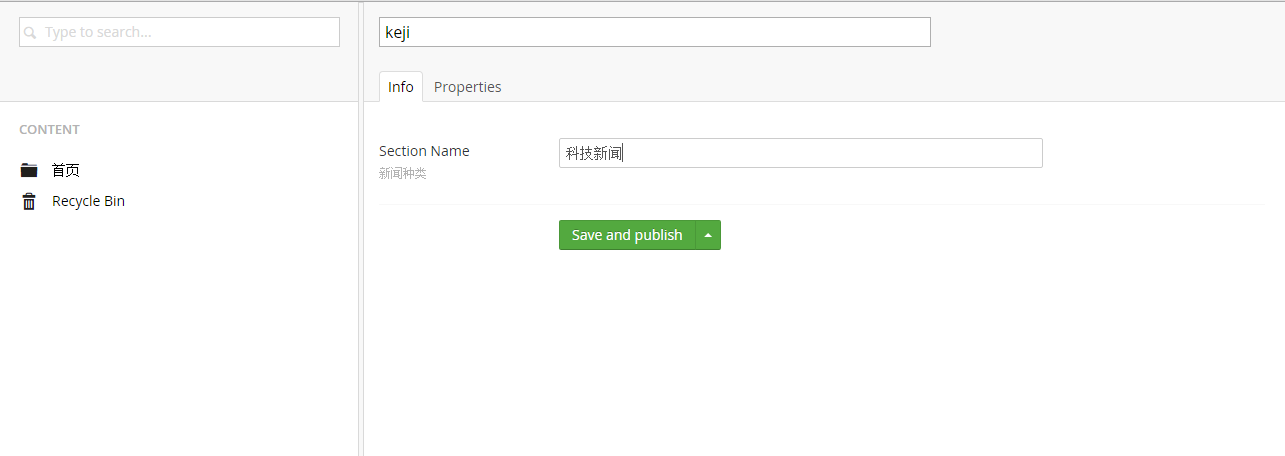 Type to search...
keji
Info
Properties
CONTENT
首页
Recycle Bin
Section Name
新闻种类
科技新闻
Save and publish